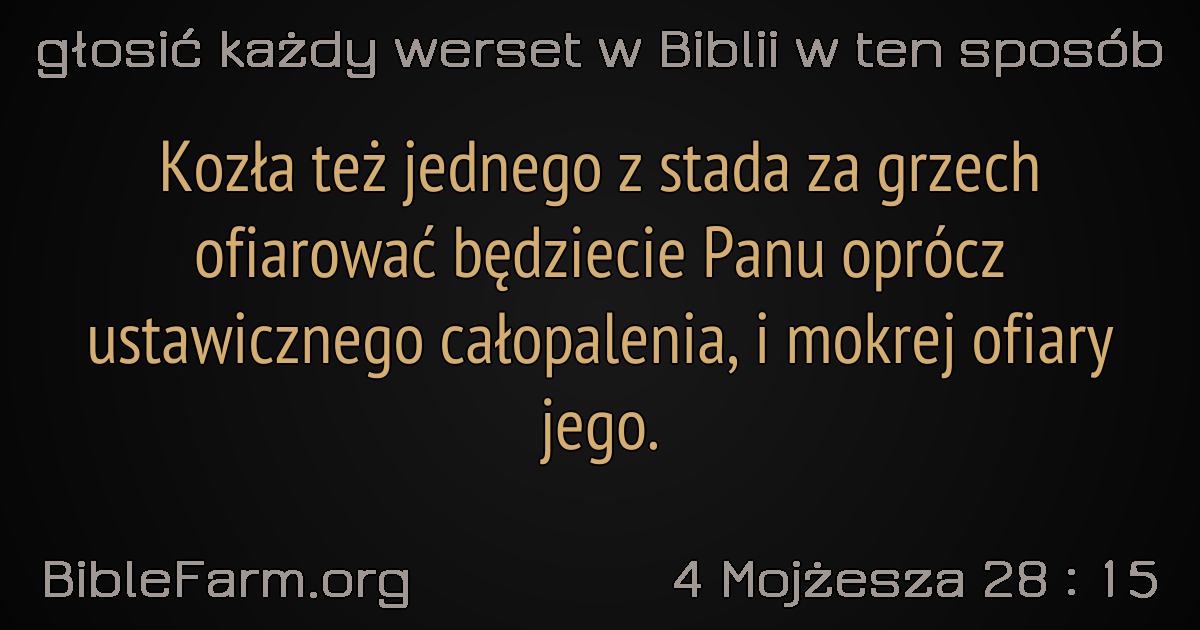 głosić każdy werset w Biblii w ten sposób
Kozła też jednego z stada za grzech
ofiarować będziecie Panu oprócz
ustawicznego całopalenia, i mokrej ofiary
jego.
BibleFarm.org
4 Mojżesza 28 : 15